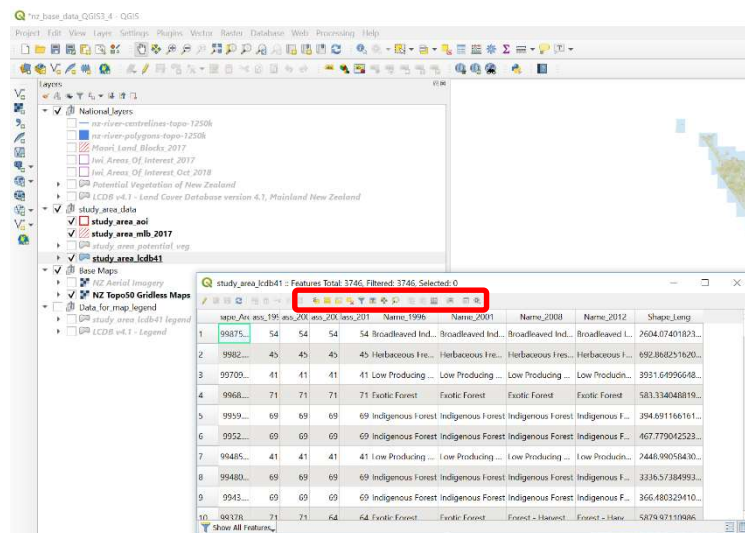 *nz_base_data_QGIS3_4 - QGIS
Project Edit View Layer Settings Plugins Vector Raster Database Web Processing Help
Layers
National_layers
nz-river-centrelines-topo-1250k
nz-river-polygons-topo-1250k
Maori_Land_Blocks_2017
Iwi_Areas_Of_Interest_2017
Iwi_Areas_Of_Interest_Oct_2018
Potential Vegetation of New Zealand
LCDB v4.1 - Land Cover Database version 4.1, Mainland New Zealand
study_area_data
study_area_aoi
study_area_mlb_2017
study_area_potential_veg
study_area_lcdb41
Base Maps
NZ Aerial Imagery
NZ Topo50 Gridless Maps
Data_for_map_legend
study_area_lcdb41 legend
LCDB v4.1 - Legend
study_area_lcdb41 :: Features Total: 3746, Filtered: 3746, Selected: 0
Name_1996 Name_2001 Name_2008 Name_2012 Shape_Leng
1 99875... 54 54 54 54 Broadleaved Ind... Broadleaved Ind... Broadleaved Ind... Broadleaved I... 2604.07401823...
2 9982.... 45 45 45 45 Herbaceous Fre... Herbaceous Fre... Herbaceous Fres... Herbaceous F... 692.868251620...
3 99709... 41 41 41 41 Low Producing ... Low Producing ... Low Producing ... Low Producin... 3931.64996648...
4 9968.... 71 71 71 71 Exotic Forest Exotic Forest Exotic Forest Exotic Forest 583.334048819...
5 9959.... 69 69 69 69 Indigenous Forest Indigenous Forest Indigenous Forest Indigenous F... 394.691166161...
6 9952.... 69 69 69 69 Indigenous Forest Indigenous Forest Indigenous Forest Indigenous F... 467.779042523...
7 99485... 41 41 41 41 Low Producing ... Low Producing ... Low Producing ... Low Producin... 2448.99058430...
8 99480... 69 69 69 69 Indigenous Forest Indigenous Forest Indigenous Forest Indigenous F... 3336.57384993...
9 9943.... 69 69 69 69 Indigenous Forest Indigenous Forest Indigenous Forest Indigenous F... 366.480329410...
10 99378... 71 71 64 64 Exotic Forest Exotic Forest Forest - Harvest... Forest - Harv... 5879.97110986...
Show All Features